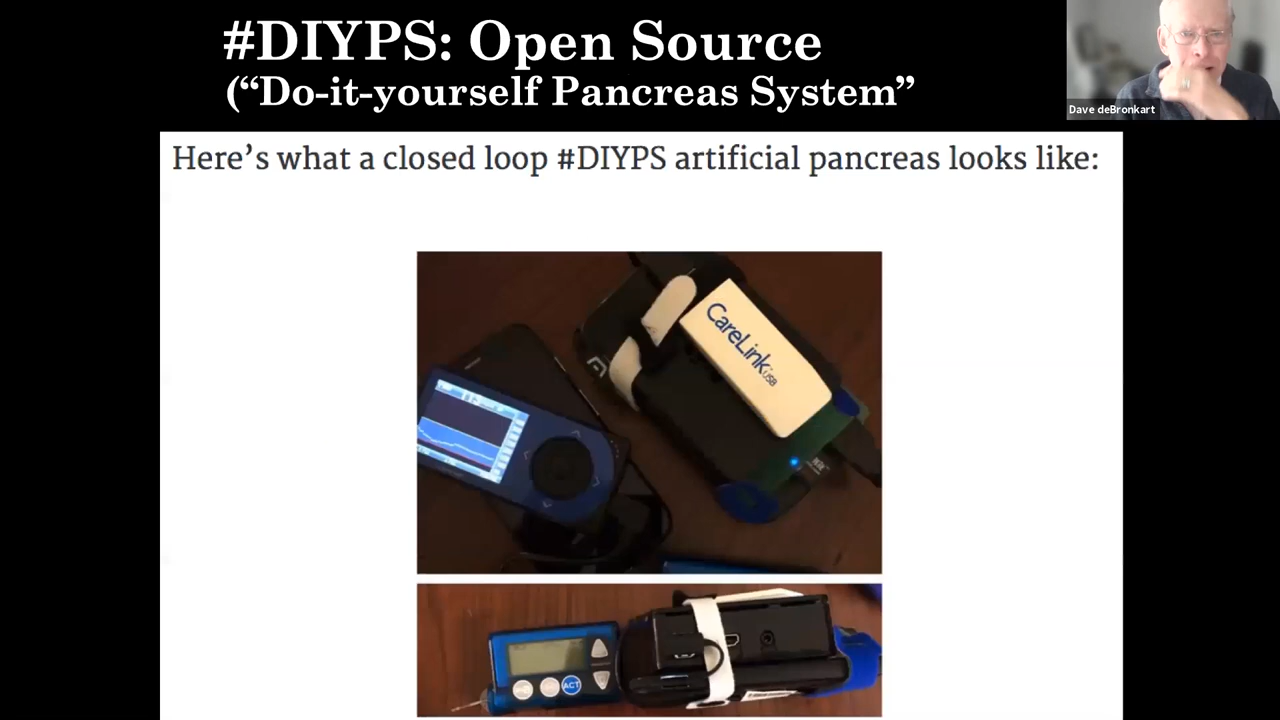 #DIYPS: Open Source
(“Do-it-yourself Pancreas System”
Dave deBronkart
Here’s what a closed loop #DIYPS artificial pancreas looks like:
CareLink USB
ACT